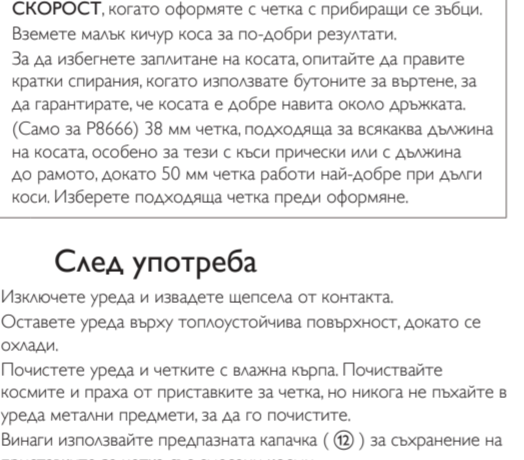 СКОРОСТ, когато оформяте с четка с прибиращи се зъбци.
Вземете малък кичур коса за по-добри резултати.
За да избегнете заплитане на косата, опитайте да правите
кратки спирания, когато използвате бутоните за въртене, за
да гарантирате, че косата е добре навита около дръжката.
(Само за P8666) 38 мм четка, подходяща за всякаква дължина
на косата, особено за тези с къси прически или с дължина
до рамото, докато 50 мм четка работи най-добре при дълги
коси. Изберете подходяща четка преди оформяне.
След употреба
Изключете уреда и извадете щепсела от контакта.
Оставете уреда върху топлоустойчива повърхност, докато се
охлади.
Почистете уреда и четките с влажна кърпа. Почиствайте
космите и праха от приставките за четка, но никога не пъхайте в
уреда метални предмети, за да го почистите.
Винаги използвайте предпазната капачка ( ⑫ ) за съхранение на